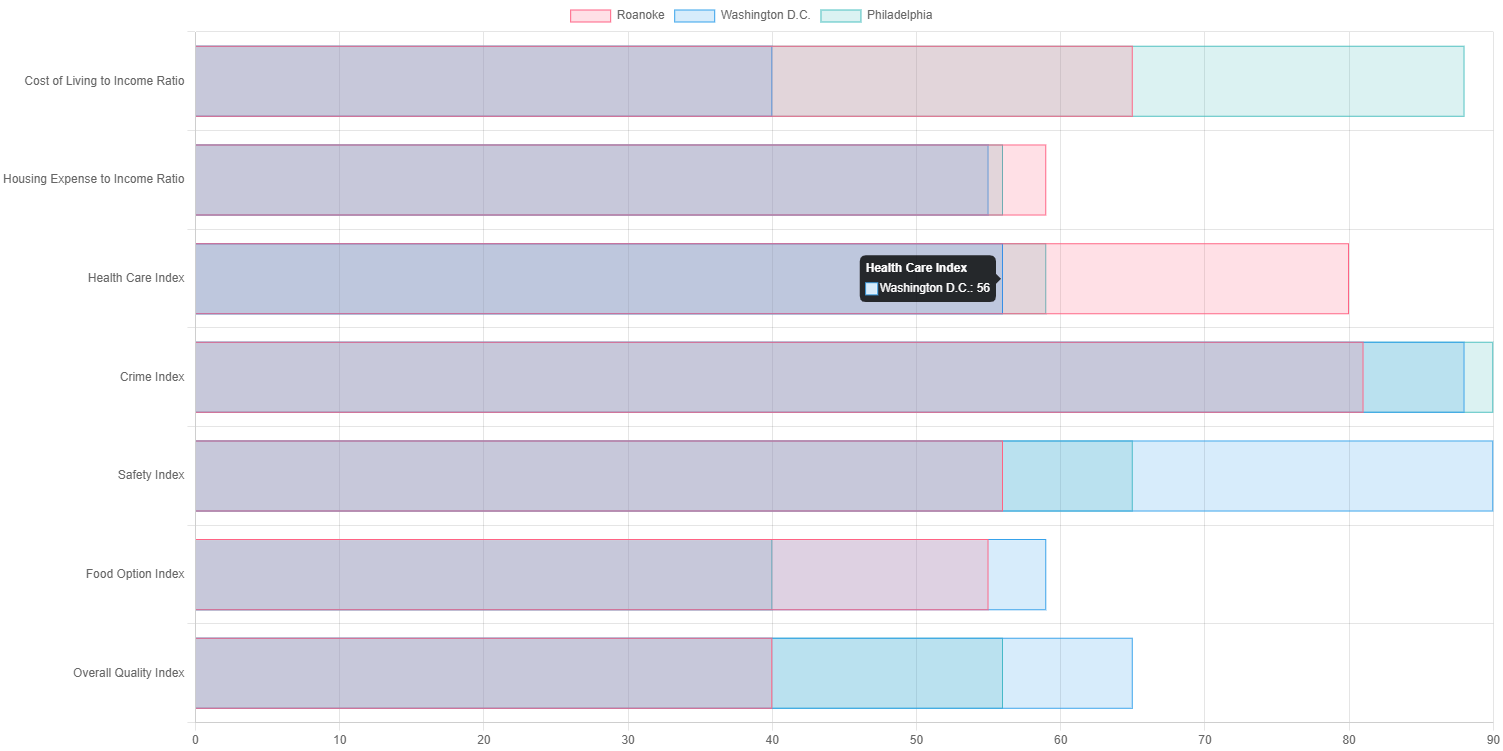 Roanoke Washington D.C. Philadelphia
Cost of Living to Income Ratio
Housing Expense to Income Ratio
Health Care Index
Health Care Index
Washington D.C.: 56
Crime Index
Safety Index
Food Option Index
Overall Quality Index
0 10 20 30 40 50 60 70 80 90